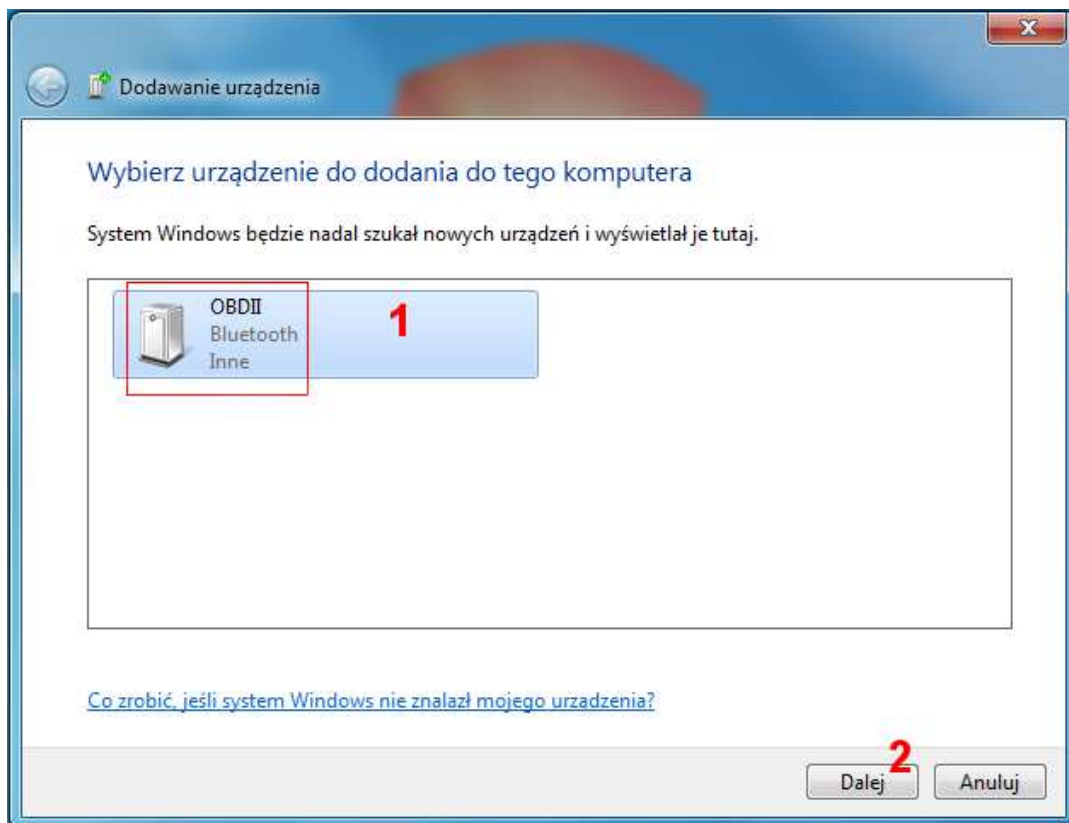 Dodawanie urządzenia
Wybierz urządzenie do dodania do tego komputera
System Windows będzie nadal szukał nowych urządzeń i wyświetlał je tutaj.
OBDII
1
Bluetooth
Inne
Co zrobić, jeśli system Windows nie znalazł mojego urządzenia?
2
Dalej
Anuluj